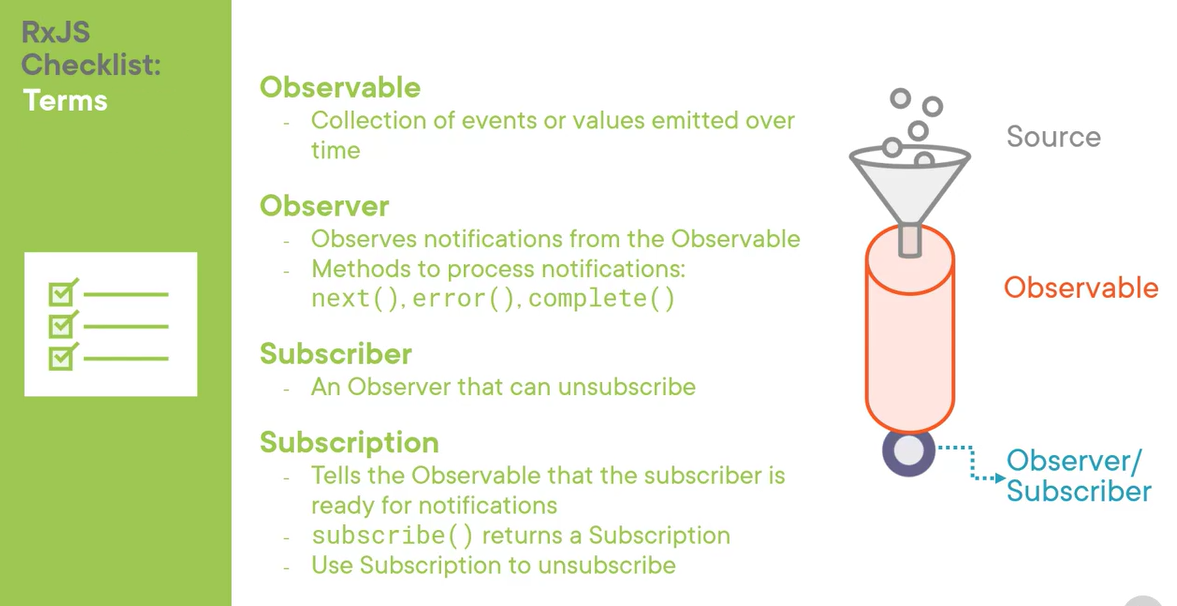 RxJS
Checklist:
Terms
Observable
- Collection of events or values emitted over
time
Observer
- Observes notifications from the Observable
- Methods to process notifications:
next(), error(), complete()
Subscriber
- An Observer that can unsubscribe
Subscription
- Tells the Observable that the subscriber is
ready for notifications
- subscribe() returns a Subscription
- Use Subscription to unsubscribe
Source
Observable
Observer/
Subscriber